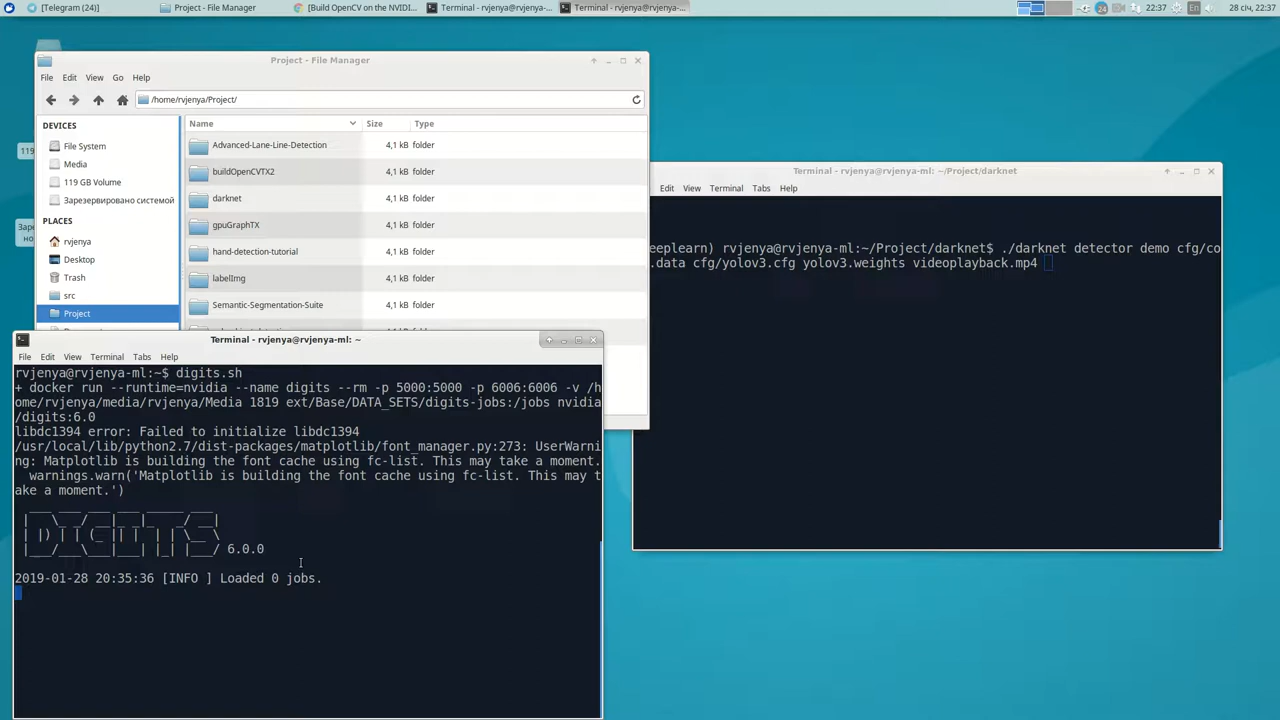 [Telegram (24)]
Project - File Manager
[Build OpenCV on the NVIDI...
Terminal - rvjenya@rvjenya-...
Terminal - rvjenya@rvjenya-...
24
22:37
En
28 січ, 22:37
Project - File Manager
File Edit View Go Help
/home/rvjenya/Project/
DEVICES
File System
Media
119 GB Volume
Зарезервировано системой
PLACES
rvjenya
Desktop
Trash
src
Project
Name Size Type
Advanced-Lane-Line-Detection 4,1 kB folder
buildOpenCVTX2 4,1 kB folder
darknet 4,1 kB folder
gpuGraphTX 4,1 kB folder
hand-detection-tutorial 4,1 kB folder
labelImg 4,1 kB folder
Semantic-Segmentation-Suite 4,1 kB folder
119
Заре
но
Terminal - rvjenya@rvjenya-ml: ~/Project/darknet
Edit View Terminal Tabs Help
eeplearn) rvjenya@rvjenya-ml:~/Project/darknet$ ./darknet detector demo cfg/co
.data cfg/yolov3.cfg yolov3.weights videoplayback.mp4
Terminal - rvjenya@rvjenya-ml: ~
File Edit View Terminal Tabs Help
rvjenya@rvjenya-ml:~$ digits.sh
+ docker run --runtime=nvidia --name digits --rm -p 5000:5000 -p 6006:6006 -v /h
ome/rvjenya/media/rvjenya/Media 1819 ext/Base/DATA_SETS/digits-jobs:/jobs nvidia
/digits:6.0
libdc1394 error: Failed to initialize libdc1394
/usr/local/lib/python2.7/dist-packages/matplotlib/font_manager.py:273: UserWarni
ng: Matplotlib is building the font cache using fc-list. This may take a moment.
warnings.warn('Matplotlib is building the font cache using fc-list. This may t
ake a moment.')
DIGITS 6.0.0
2019-01-28 20:35:36 [INFO ] Loaded 0 jobs.